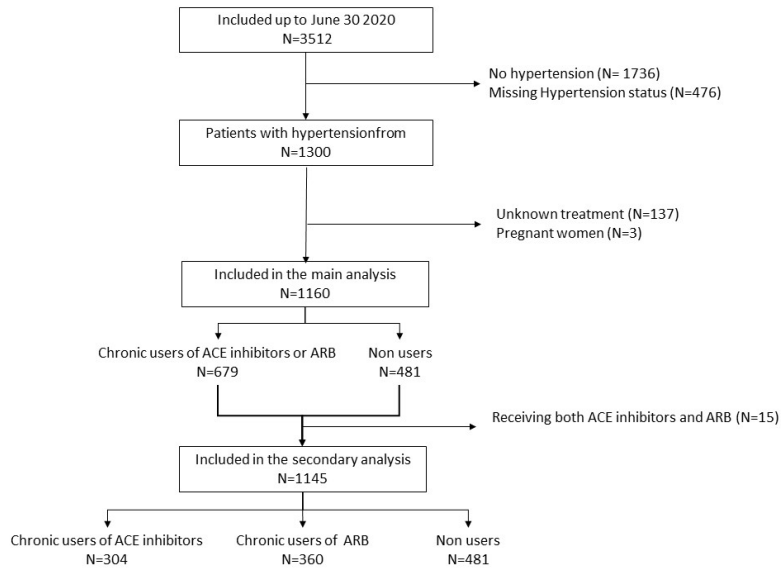 Included up to June 30 2020
N=3512
No hypertension (N= 1736)
Missing Hypertension status (N=476)
Patients with hypertensionfrom
N=1300
Unknown treatment (N=137)
Pregnant women (N=3)
Included in the main analysis
N=1160
Chronic users of ACE inhibitors or ARB
N=679
Non users
N=481
Receiving both ACE inhibitors and ARB (N=15)
Included in the secondary analysis
N=1145
Chronic users of ACE inhibitors
N=304
Chronic users of  ARB
N=360
Non users
N=481